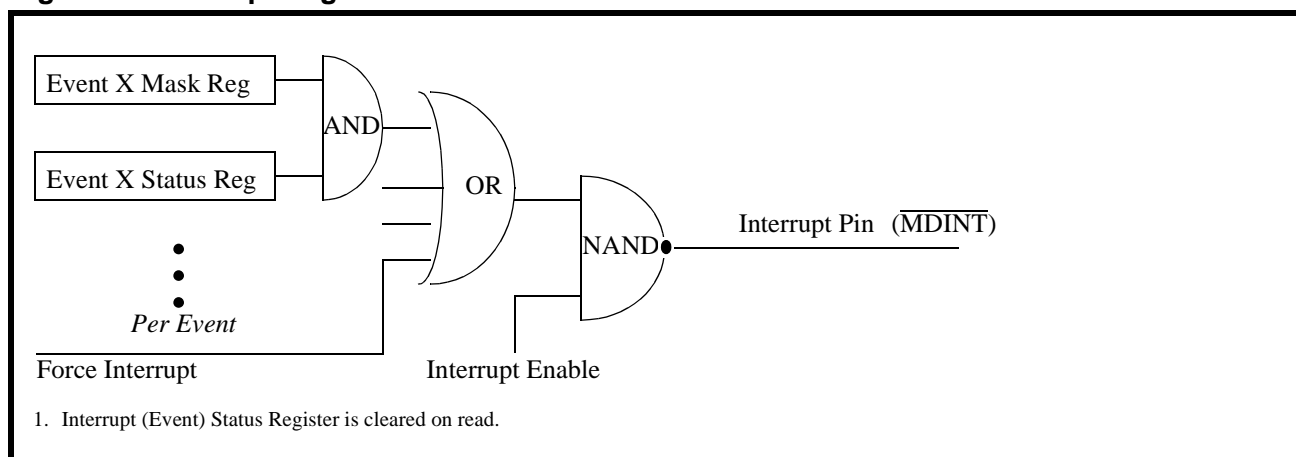 Event X Mask Reg
AND
Event X Status Reg
OR
Interrupt Pin (MDINT)
NAND
Per Event
Force Interrupt
Interrupt Enable
1. Interrupt (Event) Status Register is cleared on read.